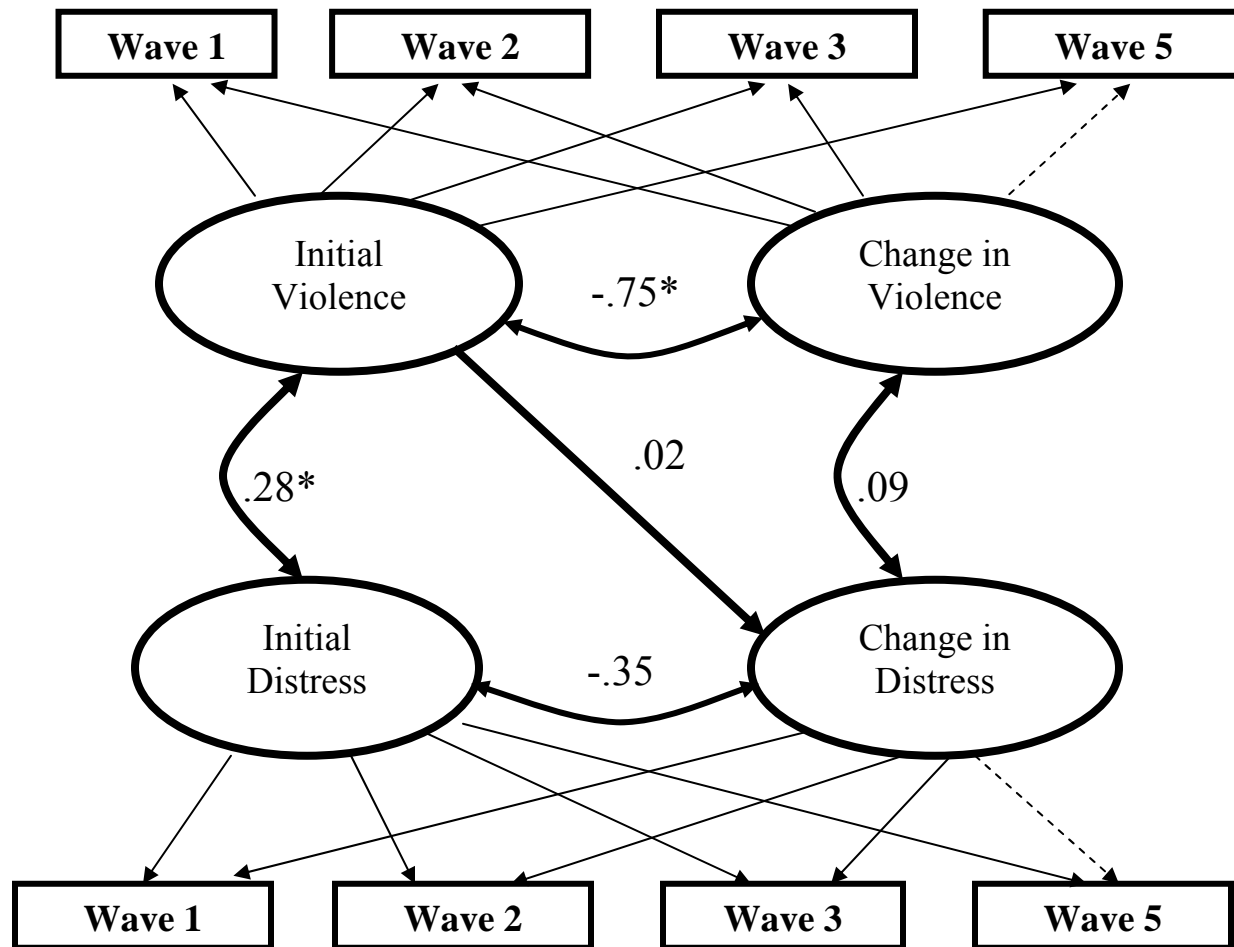 Wave 1
Wave 2
Wave 3
Wave 5
Initial
Violence
Change in
Violence
-.75*
.28*
.02
.09
Initial
Distress
Change in
Distress
-.35
Wave 1
Wave 2
Wave 3
Wave 5